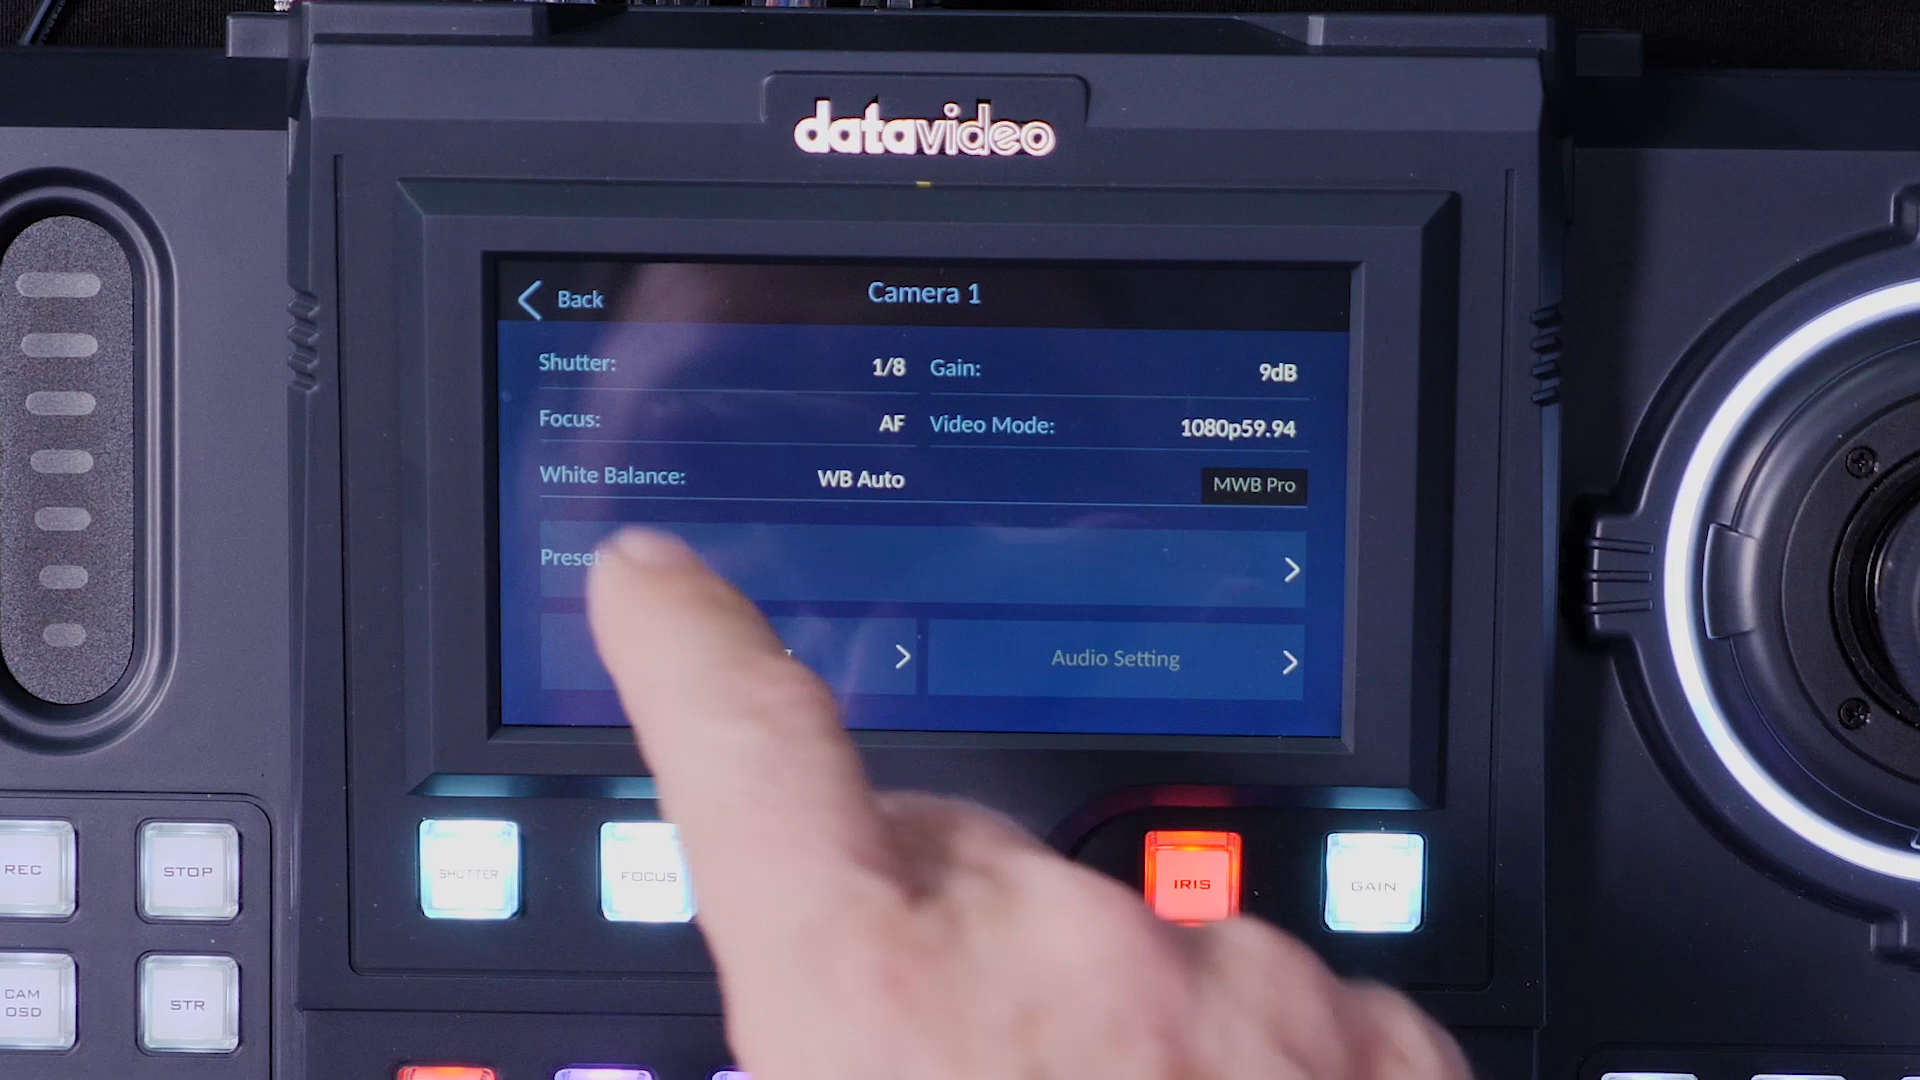 datavideo
Back
Camera 1
Shutter: 1/8 Gain: 9dB
Focus: AF Video Mode: 1080p59.94
White Balance: WB Auto MWB Pro
Audio Setting
SHUTTER FOCUS IRIS GAIN
REC STOP
CAM
OSD
STR